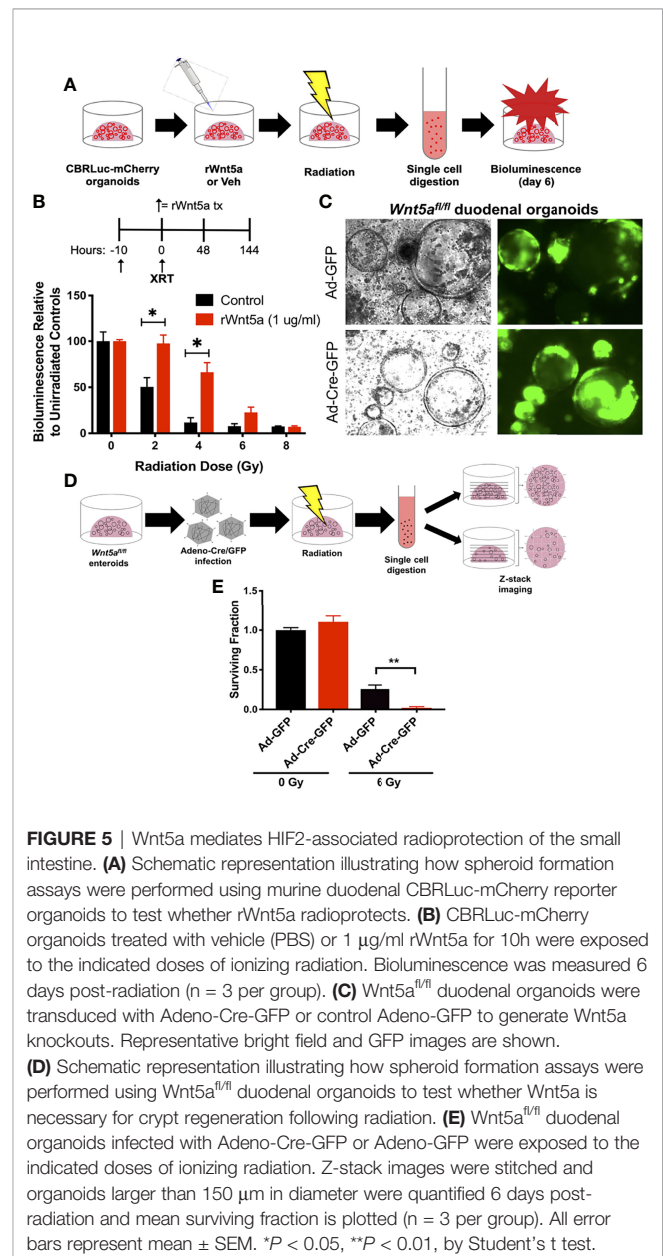 A
CBRLuc-mCherry
organoids
rWnt5a
or Veh
Radiation
Single cell
digestion
Bioluminescence
(day 6)
B
↑= rWnt5a tx
Hours: -10 0 48 144
↑ ↑
XRT
Control
rWnt5a (1 ug/ml)
Bioluminescence Relative
to Unirradiated Controls
150
100
50
0
* *
0 2 4 6 8
Radiation Dose (Gy)
C
Wnt5afl/fl duodenal organoids
Ad-GFP
Ad-Cre-GFP
D
Wnt5afl/fl
enteroids
Adeno-Cre/GFP
infection
Radiation
Single cell
digestion
Z-stack
imaging
E
Surviving Fraction
1.5
1.0
0.5
0.0
**
Ad-GFP
Ad-Cre-GFP
Ad-GFP
Ad-Cre-GFP
0 Gy 6 Gy
FIGURE 5 | Wnt5a mediates HIF2-associated radioprotection of the small
intestine. (A) Schematic representation illustrating how spheroid formation
assays were performed using murine duodenal CBRLuc-mCherry reporter
organoids to test whether rWnt5a radioprotects. (B) CBRLuc-mCherry
organoids treated with vehicle (PBS) or 1 μg/ml rWnt5a for 10h were exposed
to the indicated doses of ionizing radiation. Bioluminescence was measured 6
days post-radiation (n = 3 per group). (C) Wnt5afl/fl duodenal organoids were
transduced with Adeno-Cre-GFP or control Adeno-GFP to generate Wnt5a
knockouts. Representative bright field and GFP images are shown.
(D) Schematic representation illustrating how spheroid formation assays were
performed using Wnt5afl/fl duodenal organoids to test whether Wnt5a is
necessary for crypt regeneration following radiation. (E) Wnt5afl/fl duodenal
organoids infected with Adeno-Cre-GFP or Adeno-GFP were exposed to the
indicated doses of ionizing radiation. Z-stack images were stitched and
organoids larger than 150 μm in diameter were quantified 6 days post-
radiation and mean surviving fraction is plotted (n = 3 per group). All error
bars represent mean ± SEM. *P < 0.05, **P < 0.01, by Student's t test.